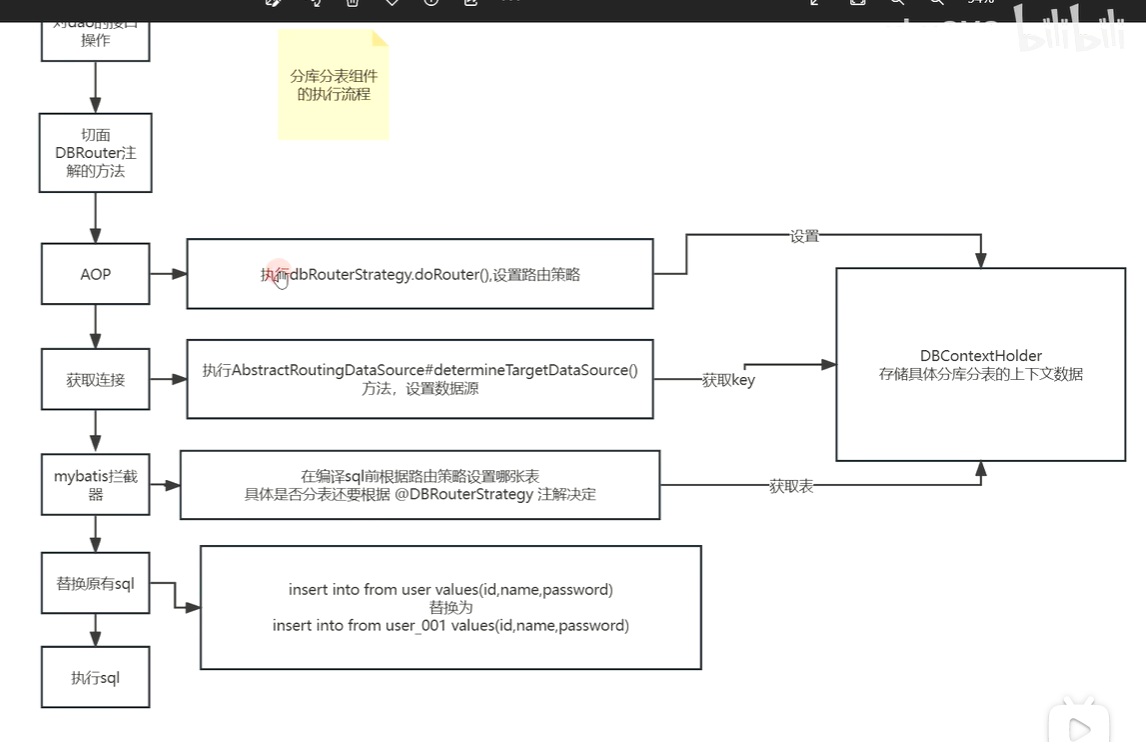 对dao的接口
操作
分库分表组件
的执行流程
切面
DBRouter注
解的方法
AOP
执行dbRouterStrategy.doRouter(),设置路由策略
设置
DBContextHolder
存储具体分库分表的上下文数据
获取连接
执行AbstractRoutingDataSource#determineTargetDataSource()
方法，设置数据源
获取key
mybatis拦截
器
在编译sql前根据路由策略设置哪张表
具体是否分表还要根据 @DBRouterStrategy 注解决定
获取表
替换原有sql
insert into from user values(id,name,password)
替换为
insert into from user_001 values(id,name,password)
执行sql
bilibili